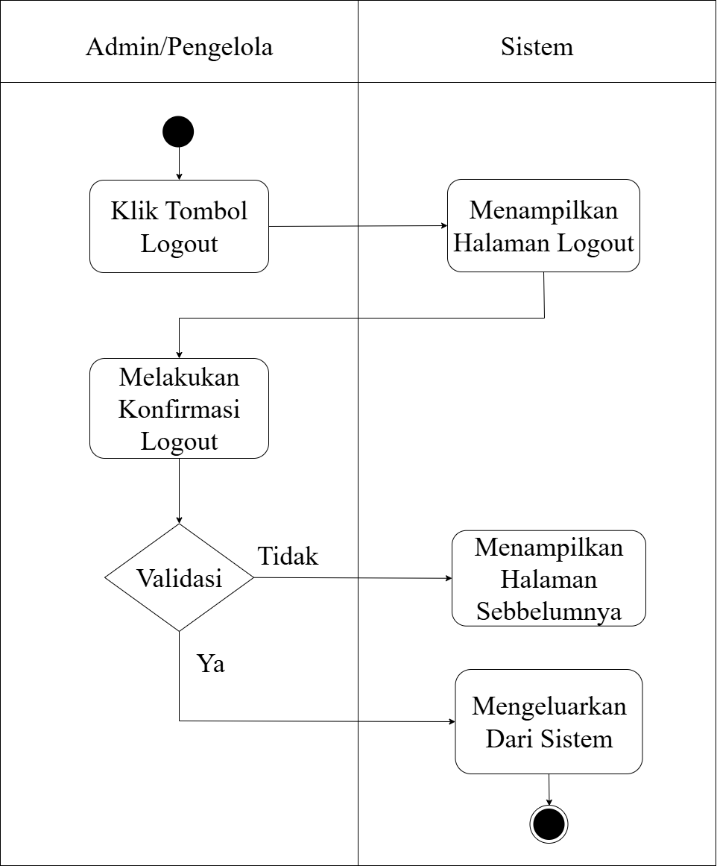 Admin/Pengelola
Sistem
Klik Tombol
Logout
Menampilkan
Halaman Logout
Melakukan
Konfirmasi
Logout
Validasi
Tidak
Menampilkan
Halaman
Sebbelumnya
Ya
Mengeluarkan
Dari Sistem